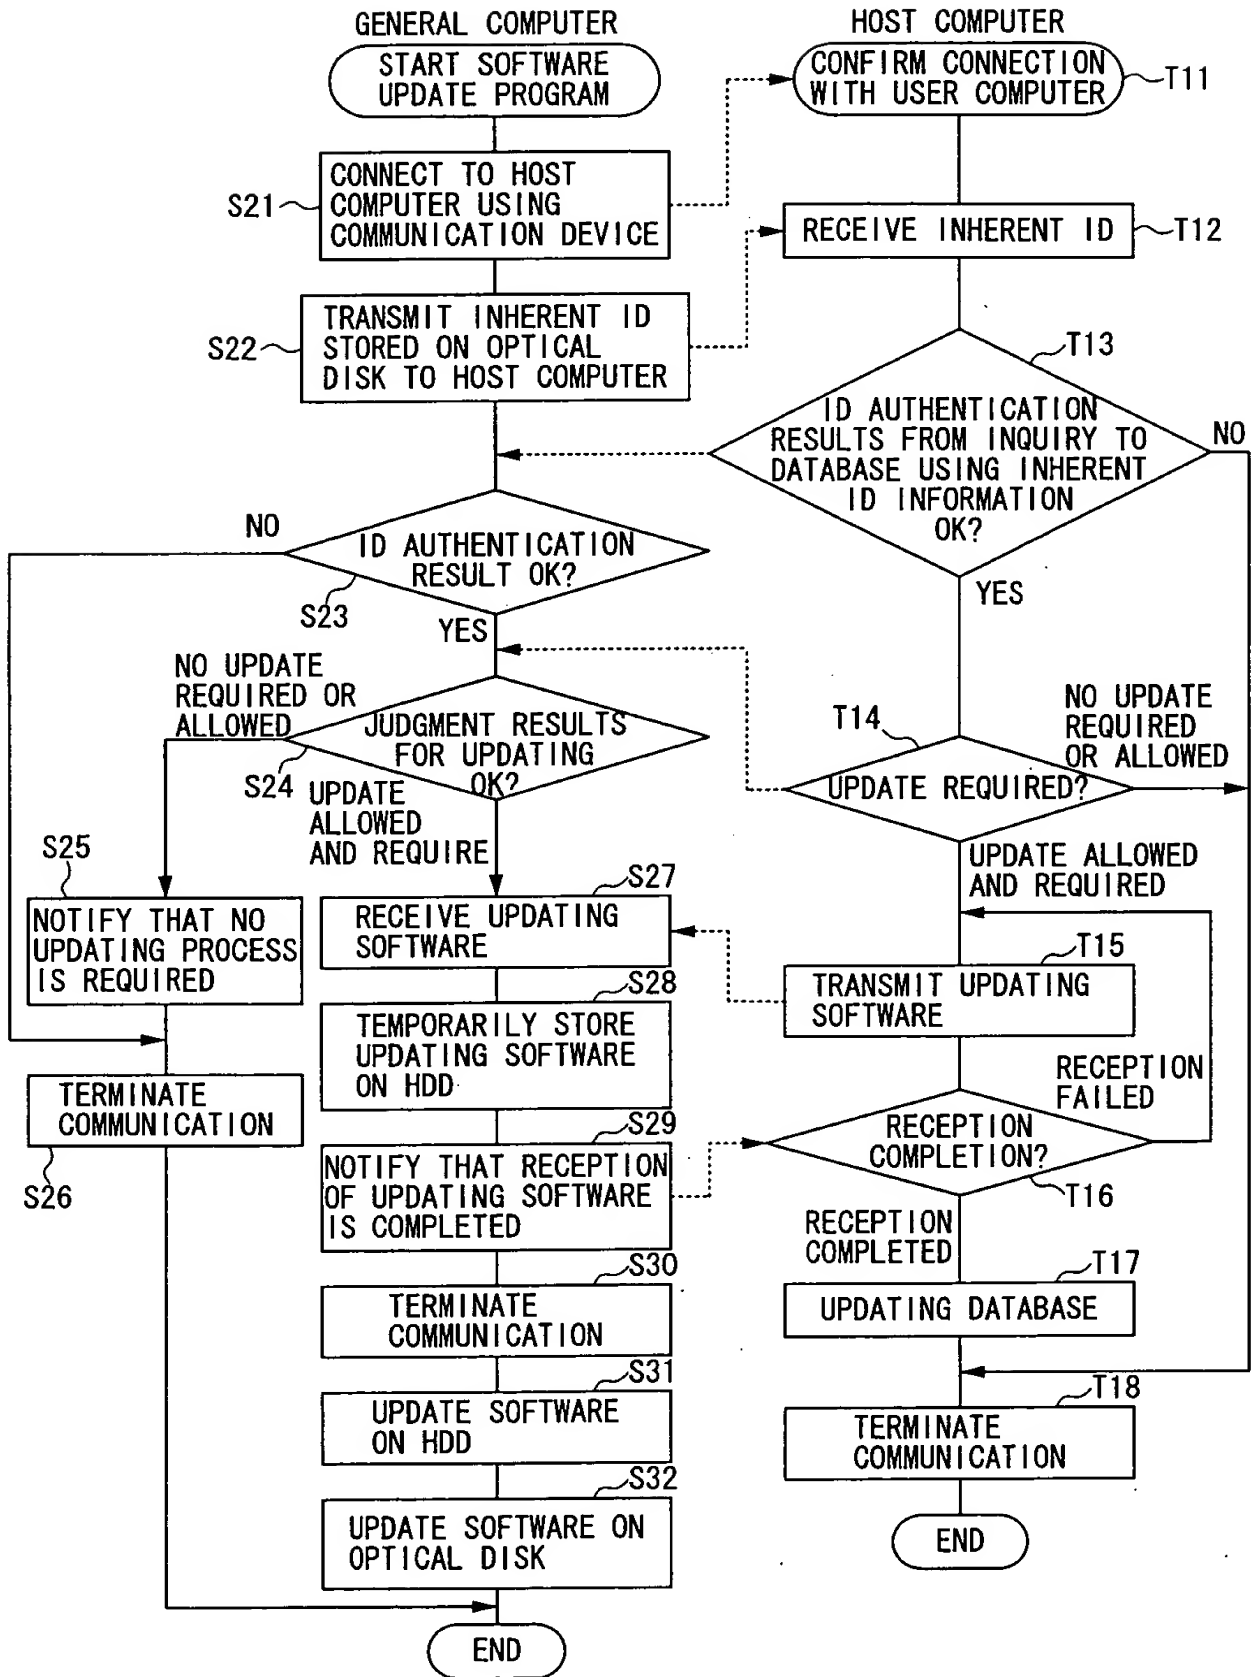 GENERAL COMPUTER
START SOFTWARE
UPDATE PROGRAM
S21
CONNECT TO HOST
COMPUTER USING
COMMUNICATION DEVICE
S22
TRANSMIT INHERENT ID
STORED ON OPTICAL
DISK TO HOST COMPUTER
NO
ID AUTHENTICATION
RESULT OK?
S23
YES
NO UPDATE
REQUIRED OR
ALLOWED
JUDGMENT RESULTS
FOR UPDATING
OK?
S24
UPDATE
ALLOWED
AND REQUIRE
S25
NOTIFY THAT NO
UPDATING PROCESS
IS REQUIRED
TERMINATE
COMMUNICATION
S26
S27
RECEIVE UPDATING
SOFTWARE
S28
TEMPORARILY STORE
UPDATING SOFTWARE
ON HDD
S29
NOTIFY THAT RECEPTION
OF UPDATING SOFTWARE
IS COMPLETED
S30
TERMINATE
COMMUNICATION
S31
UPDATE SOFTWARE
ON HDD
S32
UPDATE SOFTWARE ON
OPTICAL DISK
END
HOST COMPUTER
CONFIRM CONNECTION
WITH USER COMPUTER
T11
RECEIVE INHERENT ID
T12
T13
ID AUTHENTICATION
RESULTS FROM INQUIRY TO
DATABASE USING INHERENT
ID INFORMATION
OK?
NO
YES
T14
UPDATE REQUIRED?
NO UPDATE
REQUIRED
OR ALLOWED
UPDATE ALLOWED
AND REQUIRED
T15
TRANSMIT UPDATING
SOFTWARE
RECEPTION
FAILED
RECEPTION
COMPLETION?
T16
RECEPTION
COMPLETED
T17
UPDATING DATABASE
T18
TERMINATE
COMMUNICATION
END